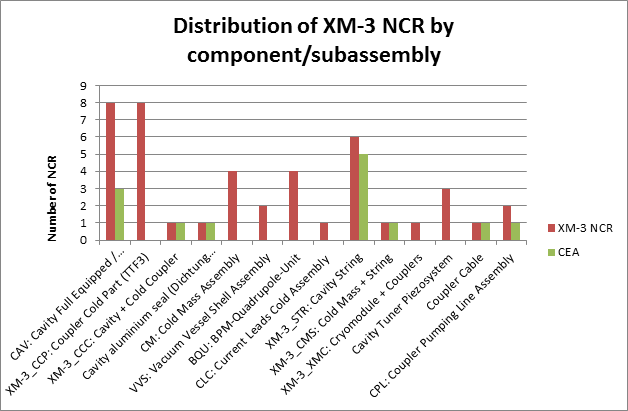 Distribution of XM-3 NCR by
component/subassembly
9
8
7
6
5
4
3
2
1
0
Number of NCR
CAV: Cavity Full Equipped /...
XM-3_CCP: Coupler Cold Part (TTF3)
XM-3_CCC: Cavity + Cold Coupler
Cavity aluminium seal (Dichtung...
CM: Cold Mass Assembly
VVS: Vacuum Vessel Shell Assembly
BQU: BPM-Quadrupole-Unit
CLC: Current Leads Cold Assembly
XM-3_STR: Cavity String
XM-3_CMS: Cold Mass + String
XM-3_XMC: Cryomodule + Couplers
Cavity Tuner Piezosystem
Coupler Cable
CPL: Coupler Pumping Line Assembly
XM-3 NCR
CEA